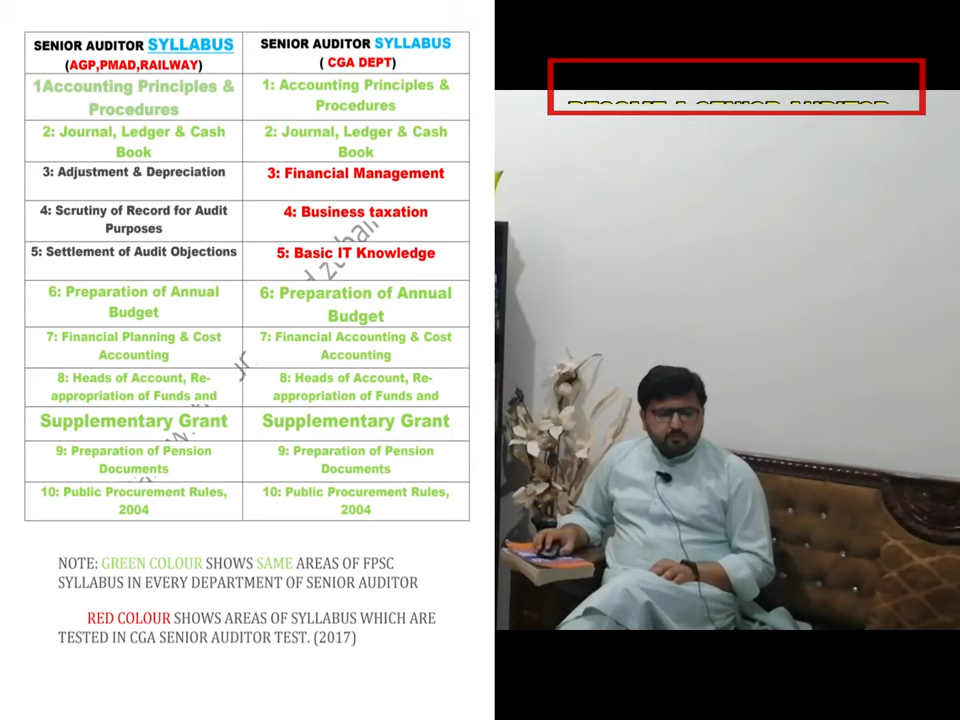 SENIOR AUDITOR SYLLABUS
(AGP,PMAD,RAILWAY)
1Accounting Principles &
Procedures
2: Journal, Ledger & Cash
Book
3: Adjustment & Depreciation
4: Scrutiny of Record for Audit
Purposes
5: Settlement of Audit Objections
6: Preparation of Annual
Budget
7: Financial Planning & Cost
Accounting
8: Heads of Account, Re-
appropriation of Funds and
Supplementary Grant
9: Preparation of Pension
Documents
10: Public Procurement Rules,
2004
SENIOR AUDITOR SYLLABUS
( CGA DEPT)
1: Accounting Principles &
Procedures
2: Journal, Ledger & Cash
Book
3: Financial Management
4: Business taxation
5: Basic IT Knowledge
6: Preparation of Annual
Budget
7: Financial Accounting & Cost
Accounting
8: Heads of Account, Re-
appropriation of Funds and
Supplementary Grant
9: Preparation of Pension
Documents
10: Public Procurement Rules,
2004
NOTE: GREEN COLOUR SHOWS SAME AREAS OF FPSC
SYLLABUS IN EVERY DEPARTMENT OF SENIOR AUDITOR
RED COLOUR SHOWS AREAS OF SYLLABUS WHICH ARE
TESTED IN CGA SENIOR AUDITOR TEST. (2017)